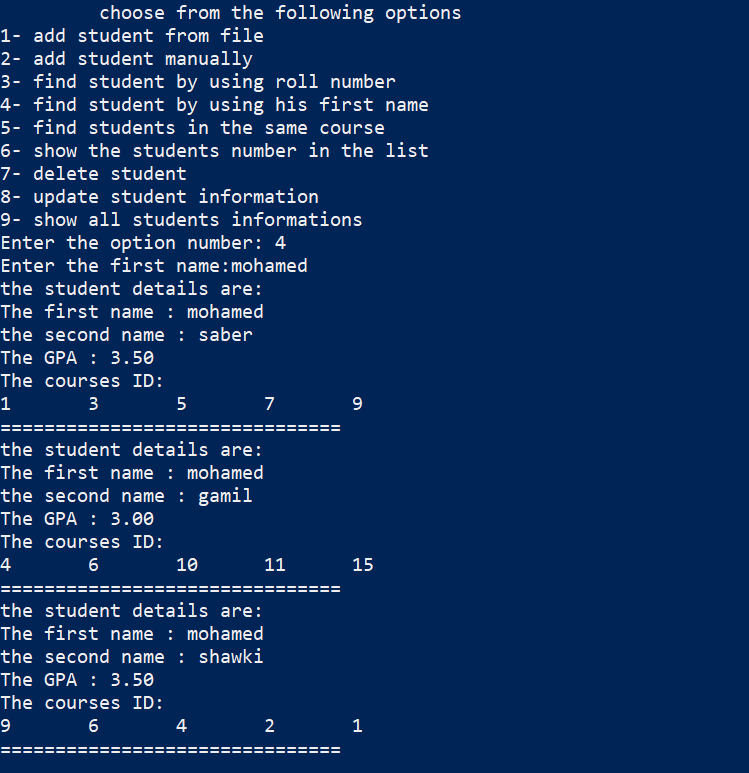 choose from the following options
1- add student from file
2- add student manually
3- find student by using roll number
4- find student by using his first name
5- find students in the same course
6- show the students number in the list
7- delete student
8- update student information
9- show all students informations
Enter the option number: 4
Enter the first name:mohamed
the student details are:
The first name : mohamed
the second name : saber
The GPA : 3.50
The courses ID:
1       3       5       7       9
===============================
the student details are:
The first name : mohamed
the second name : gamil
The GPA : 3.00
The courses ID:
4       6       10      11      15
===============================
the student details are:
The first name : mohamed
the second name : shawki
The GPA : 3.50
The courses ID:
9       6       4       2       1
===============================